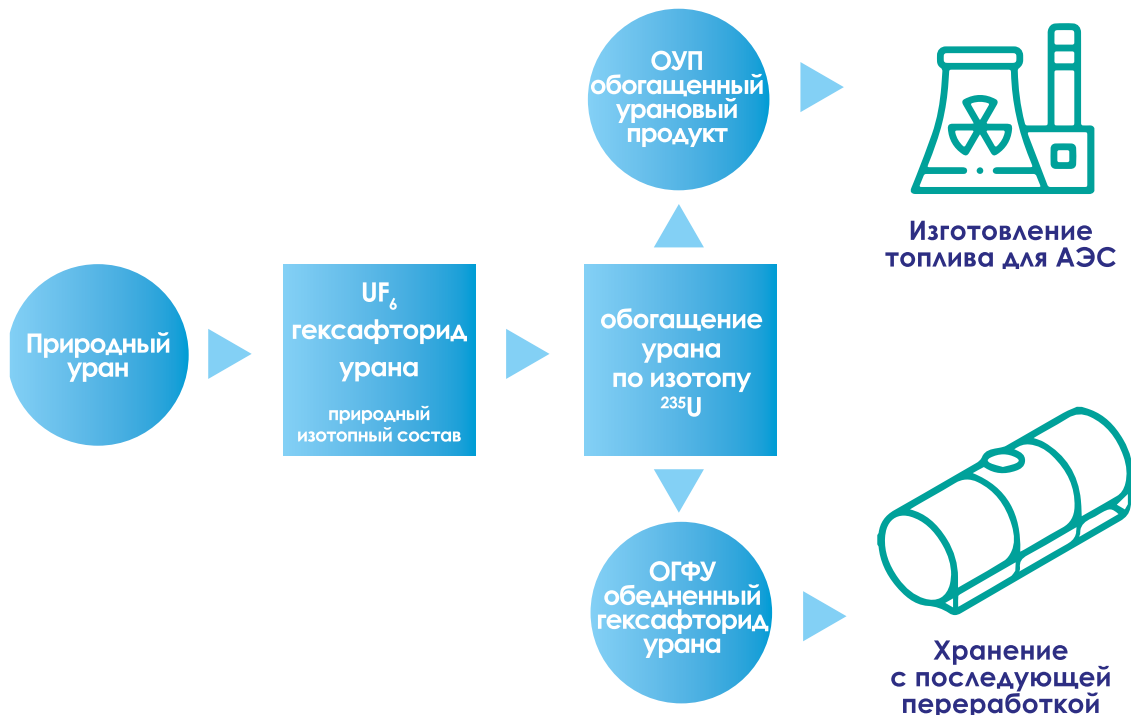 Природный
уран
UF₆
гексафторид
урана
природный
изотопный состав
обогащение
урана
по изотопу
²³⁵U
ОУП
обогащенный
урановый
продукт
Изготовление
топлива для АЭС
ОГФУ
обедненный
гексафторид
урана
Хранение
с последующей
переработкой